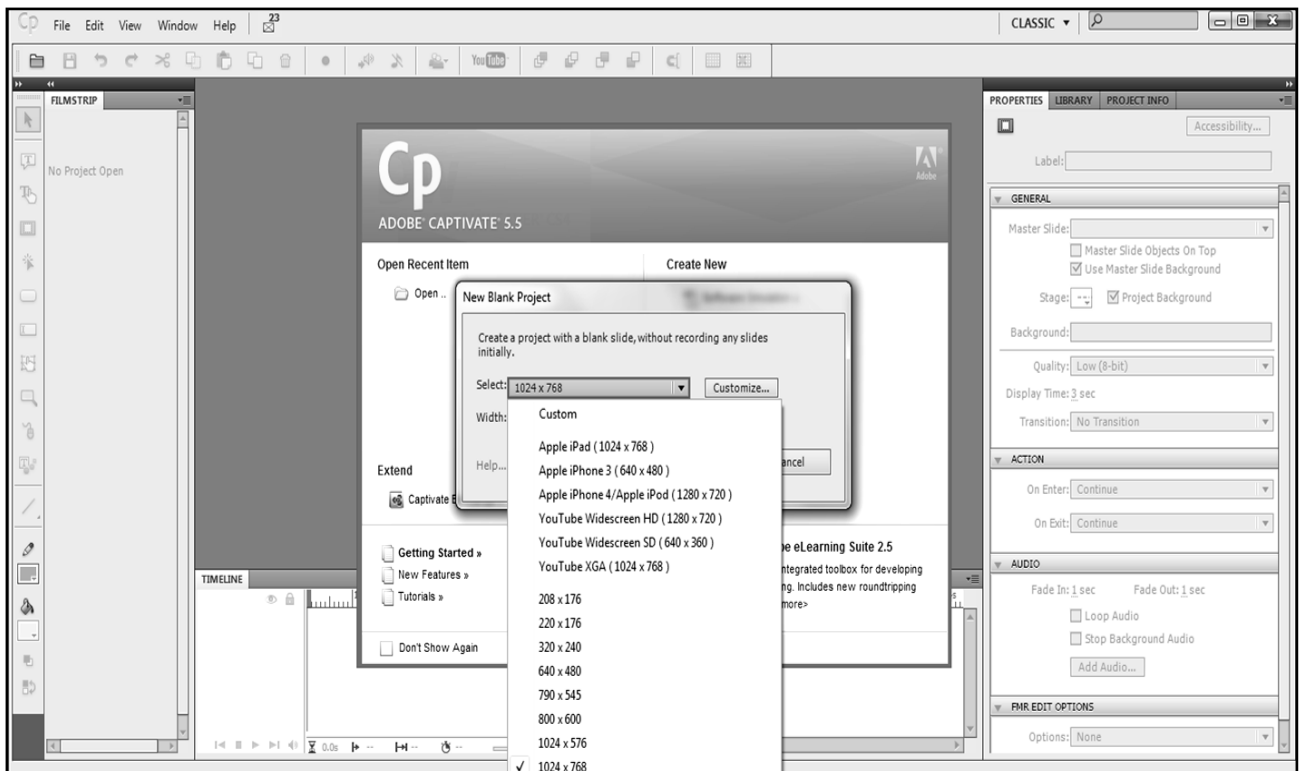 Cp File Edit View Window Help 23 CLASSIC
YouTube
FILMSTRIP
No Project Open
Cp
Adobe
ADOBE® CAPTIVATE® 5.5
Open Recent Item
Open ..
Create New
New Blank Project
Create a project with a blank slide, without recording any slides
initially.
Select: 1024 x 768 Customize...
Width:
Help...
ancel
Custom
Apple iPad ( 1024 x 768 )
Apple iPhone 3 ( 640 x 480 )
Apple iPhone 4/Apple iPod ( 1280 x 720 )
YouTube Widescreen HD ( 1280 x 720 )
YouTube Widescreen SD ( 640 x 360 )
YouTube XGA ( 1024 x 768 )
208 x 176
220 x 176
320 x 240
640 x 480
790 x 545
800 x 600
1024 x 576
1024 x 768
Extend
Captivate E
Getting Started »
New Features »
Tutorials »
Don't Show Again
e eLearning Suite 2.5
ntegrated toolbox for developing
ng. Includes new roundtripping
more>
TIMELINE
0.0s -- -- --
PROPERTIES LIBRARY PROJECT INFO
Accessibility...
Label:
GENERAL
Master Slide:
Master Slide Objects On Top
Use Master Slide Background
Stage: Project Background
Background:
Quality: Low (8-bit)
Display Time: 3 sec
Transition: No Transition
ACTION
On Enter: Continue
On Exit: Continue
AUDIO
Fade In: 1 sec Fade Out: 1 sec
Loop Audio
Stop Background Audio
Add Audio...
FMR EDIT OPTIONS
Options: None